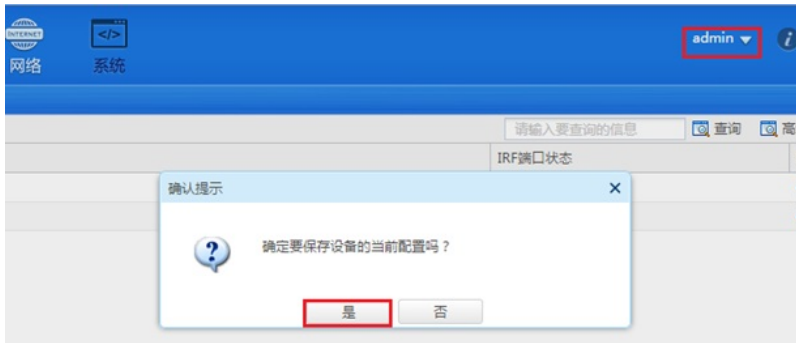 INTERNET
</>
admin
i
网络
系统
请输入要查询的信息
查询
高
IRF端口状态
确认提示
确定要保存设备的当前配置吗？
是
否